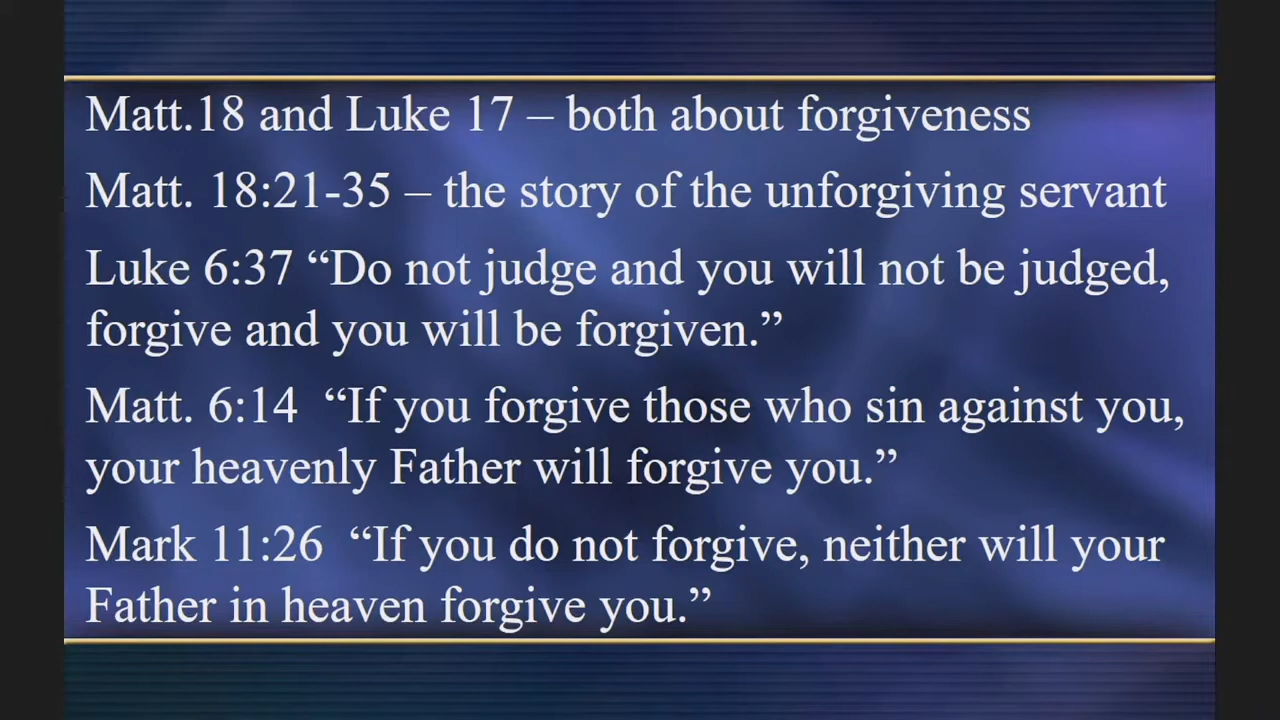 Matt.18 and Luke 17 – both about forgiveness
Matt. 18:21-35 – the story of the unforgiving servant
Luke 6:37 “Do not judge and you will not be judged,
forgive and you will be forgiven.”
Matt. 6:14  “If you forgive those who sin against you,
your heavenly Father will forgive you.”
Mark 11:26  “If you do not forgive, neither will your
Father in heaven forgive you.”